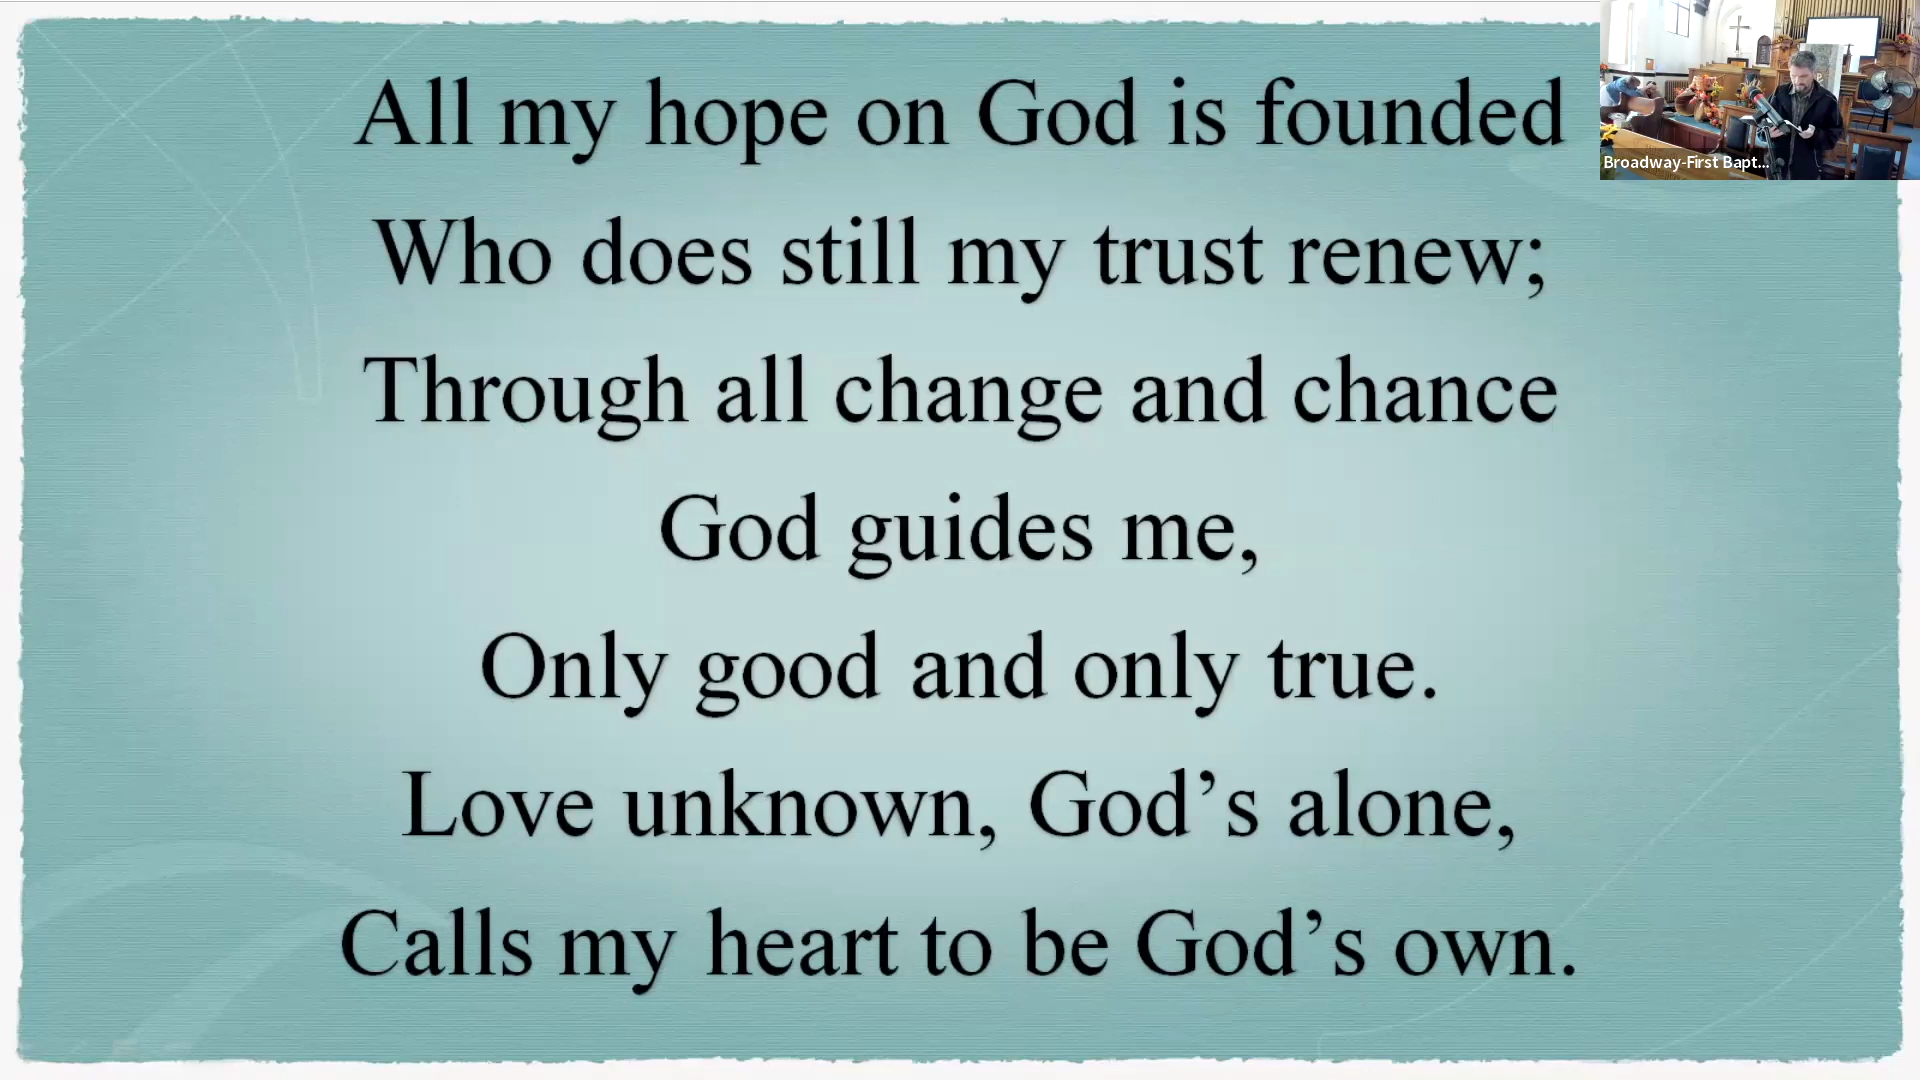 All my hope on God is founded
Who does still my trust renew;
Through all change and chance
God guides me,
Only good and only true.
Love unknown, God’s alone,
Calls my heart to be God’s own.
Broadway-First Bapt...